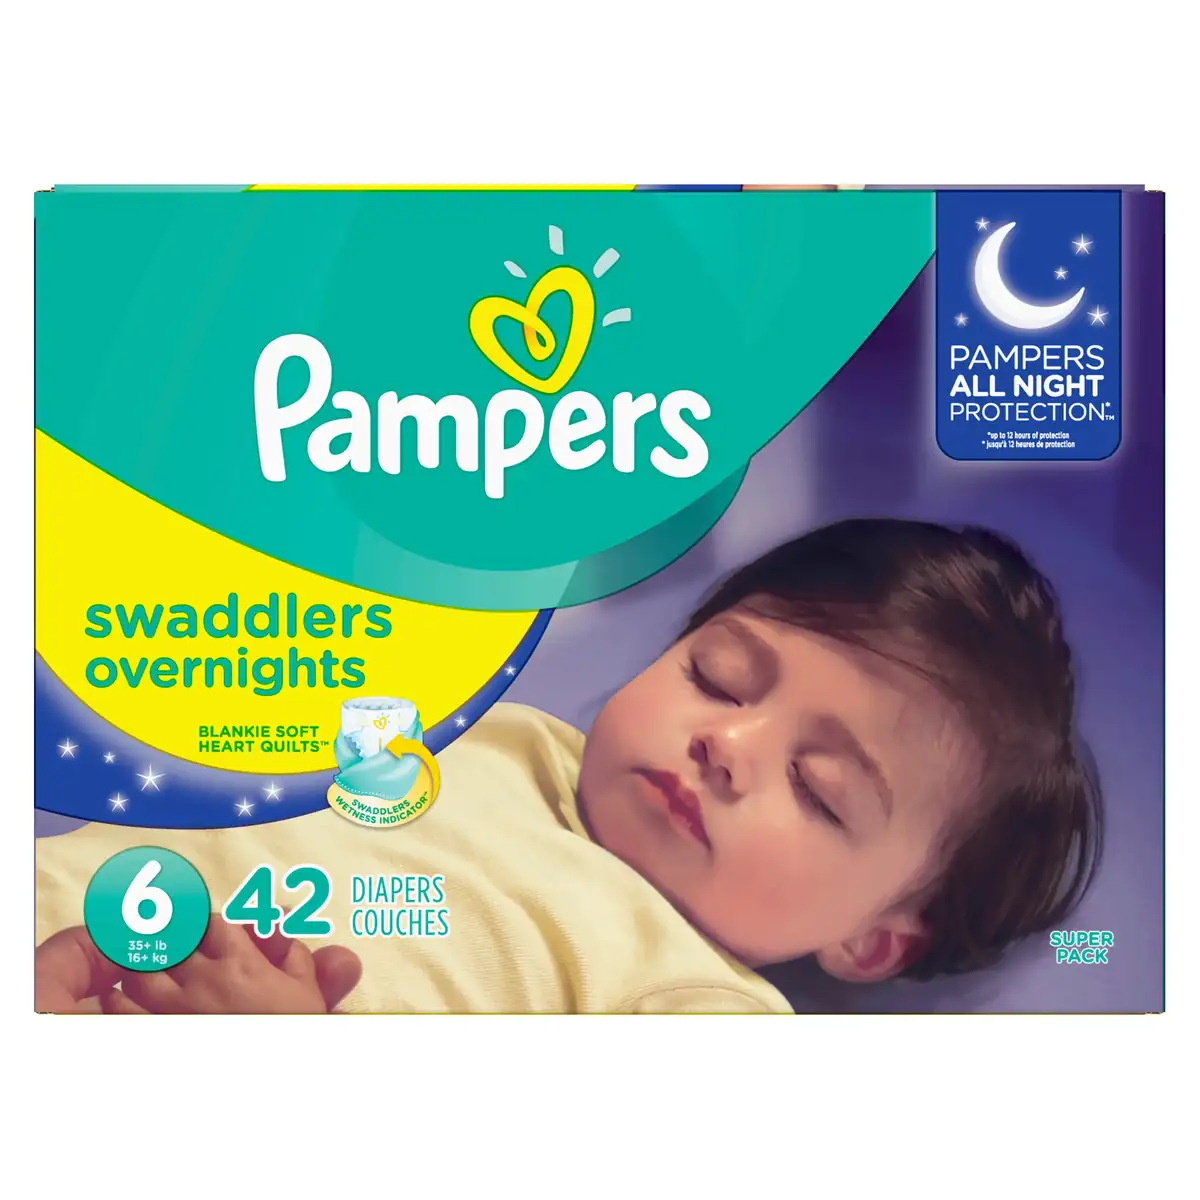 Pampers
PAMPERS
ALL NIGHT
PROTECTION*™
*up to 12 hours of protection
*jusqu'à 12 heures de protection
swaddlers
overnights
BLANKIE SOFT
HEART QUILTS™
SWADDLERS
WETNESS INDICATOR™
6
35+ lb
16+ kg
42
DIAPERS
COUCHES
SUPER
PACK